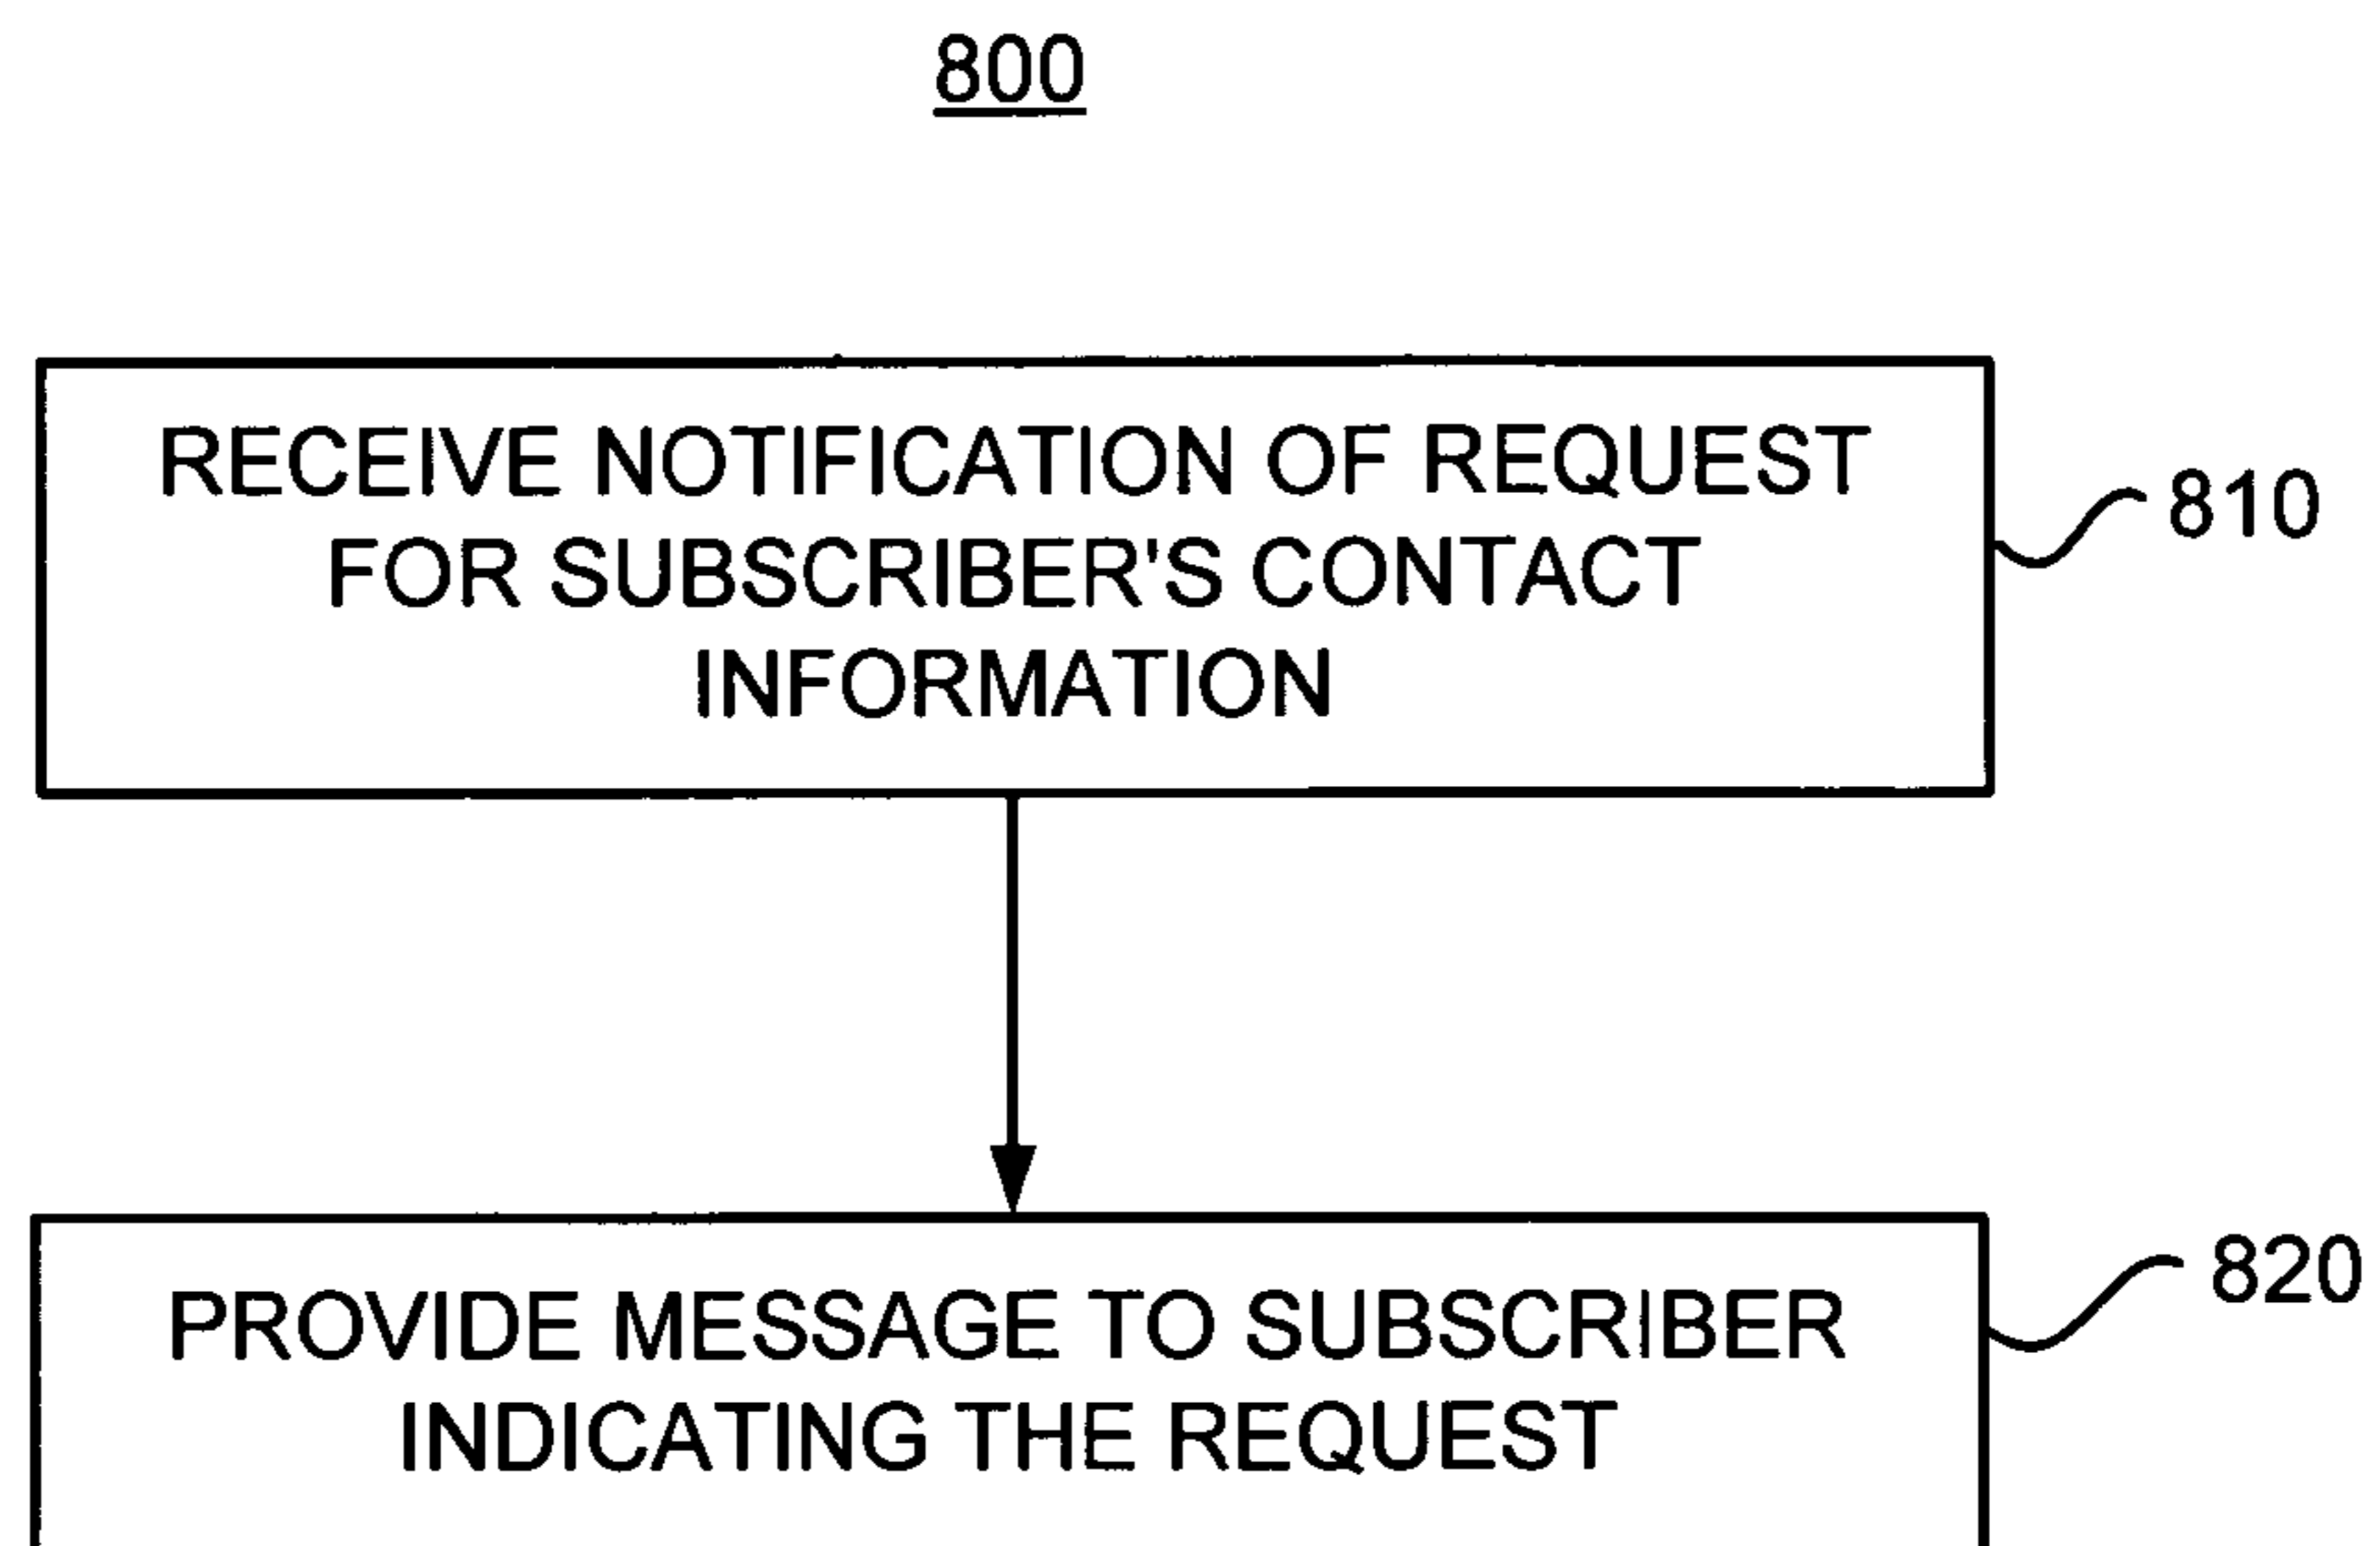 800
RECEIVE NOTIFICATION OF REQUEST
FOR SUBSCRIBER'S CONTACT
INFORMATION
810
PROVIDE MESSAGE TO SUBSCRIBER
INDICATING THE REQUEST
820